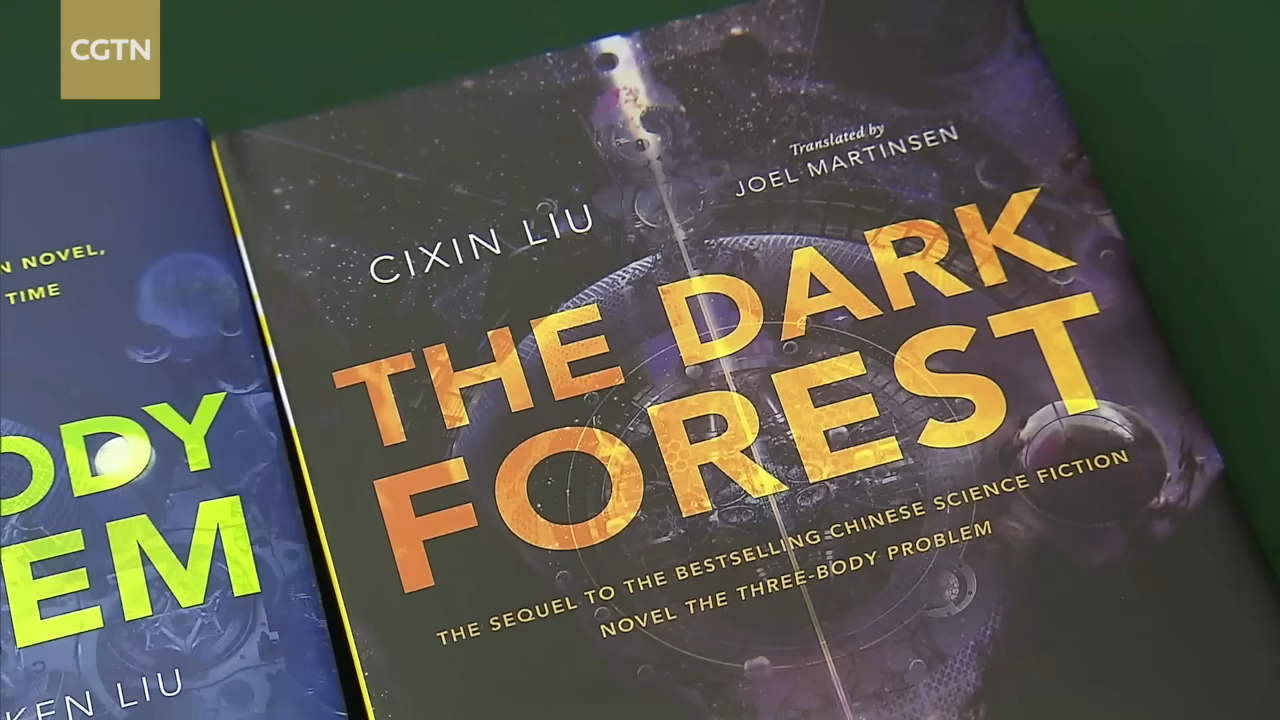 CGTN
N NOVEL,
TIME
ODY
EM
KEN LIU
Translated by
JOEL MARTINSEN
CIXIN LIU
THE DARK
FOREST
THE SEQUEL TO THE BESTSELLING CHINESE SCIENCE FICTION
NOVEL THE THREE-BODY PROBLEM